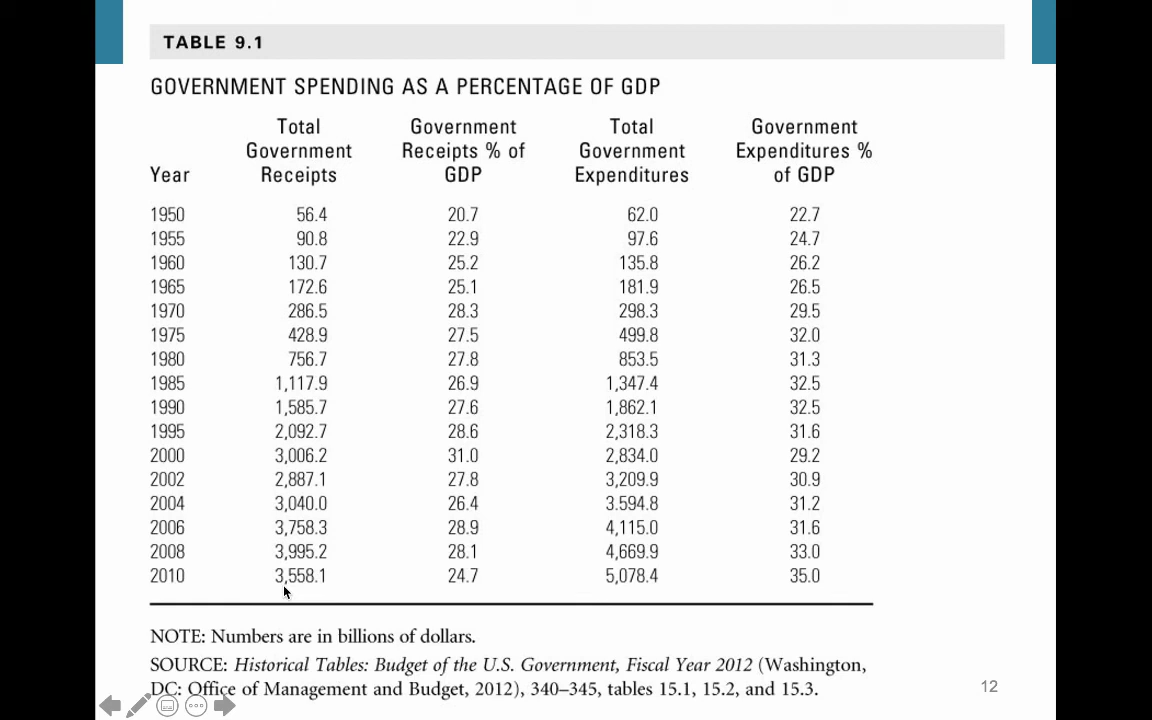 TABLE 9.1
GOVERNMENT SPENDING AS A PERCENTAGE OF GDP
Total Government Total Government
Government Receipts % of Government Expenditures %
Year Receipts GDP Expenditures of GDP
1950 56.4 20.7 62.0 22.7
1955 90.8 22.9 97.6 24.7
1960 130.7 25.2 135.8 26.2
1965 172.6 25.1 181.9 26.5
1970 286.5 28.3 298.3 29.5
1975 428.9 27.5 499.8 32.0
1980 756.7 27.8 853.5 31.3
1985 1,117.9 26.9 1,347.4 32.5
1990 1,585.7 27.6 1,862.1 32.5
1995 2,092.7 28.6 2,318.3 31.6
2000 3,006.2 31.0 2,834.0 29.2
2002 2,887.1 27.8 3,209.9 30.9
2004 3,040.0 26.4 3.594.8 31.2
2006 3,758.3 28.9 4,115.0 31.6
2008 3,995.2 28.1 4,669.9 33.0
2010 3,558.1 24.7 5,078.4 35.0
NOTE: Numbers are in billions of dollars.
SOURCE: Historical Tables: Budget of the U.S. Government, Fiscal Year 2012 (Washington,
DC: Office of Management and Budget, 2012), 340–345, tables 15.1, 15.2, and 15.3.
12